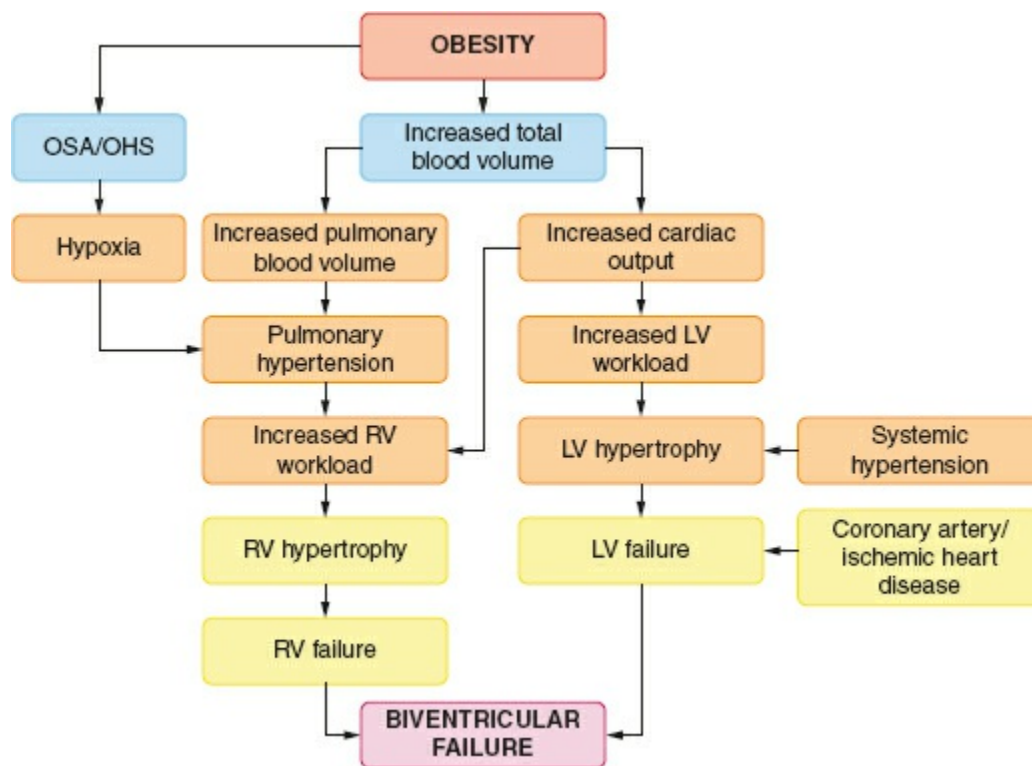 OBESITY
OSA/OHS
Increased total
blood volume
Hypoxia
Increased pulmonary
blood volume
Increased cardiac
output
Pulmonary
hypertension
Increased LV
workload
Increased RV
workload
LV hypertrophy
Systemic
hypertension
RV hypertrophy
LV failure
Coronary artery/
ischemic heart
disease
RV failure
BIVENTRICULAR
FAILURE